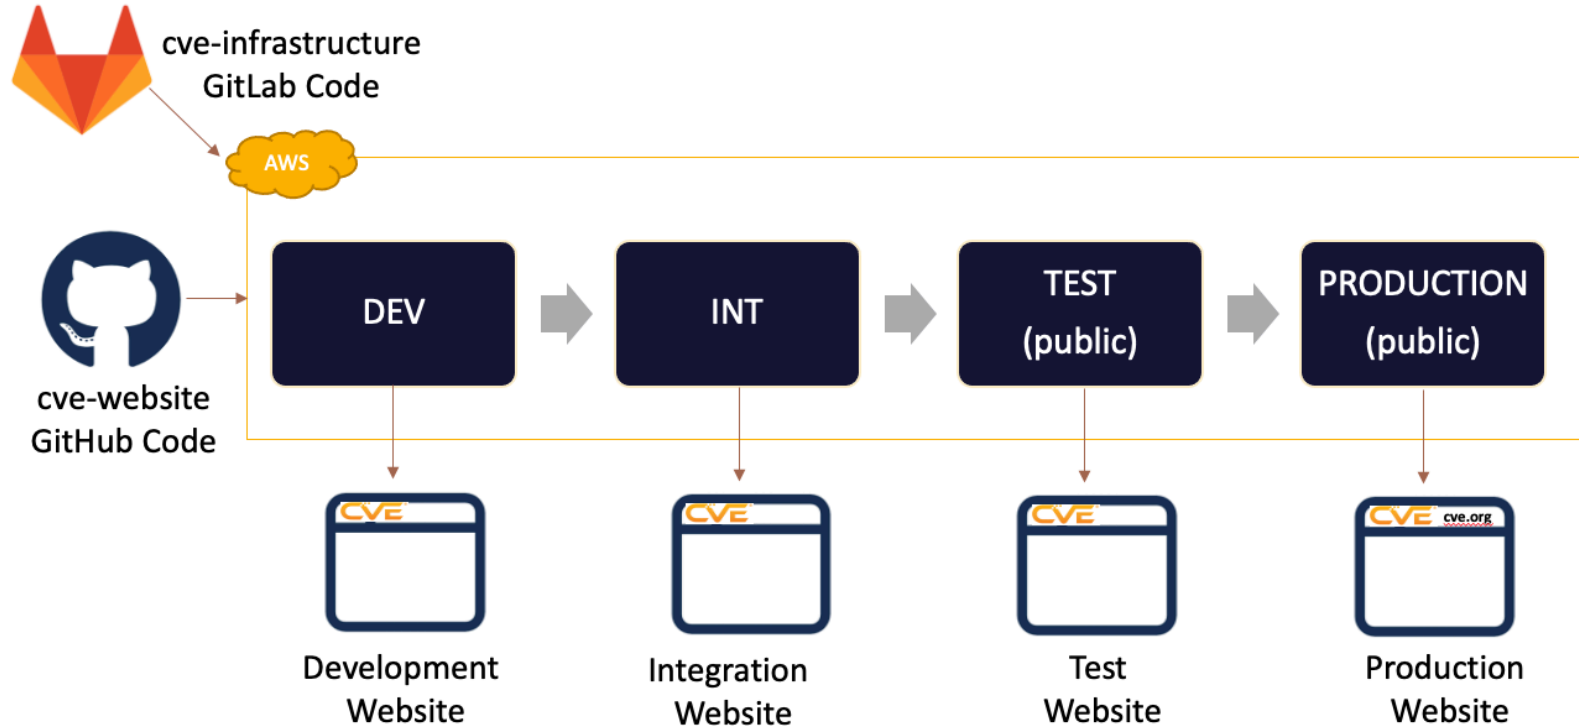 cve-infrastructure
GitLab Code
AWS
cve-website
GitHub Code
DEV
INT
TEST
(public)
PRODUCTION
(public)
CVE
CVE
CVE
CVE cve.org
Development
Website
Integration
Website
Test
Website
Production
Website